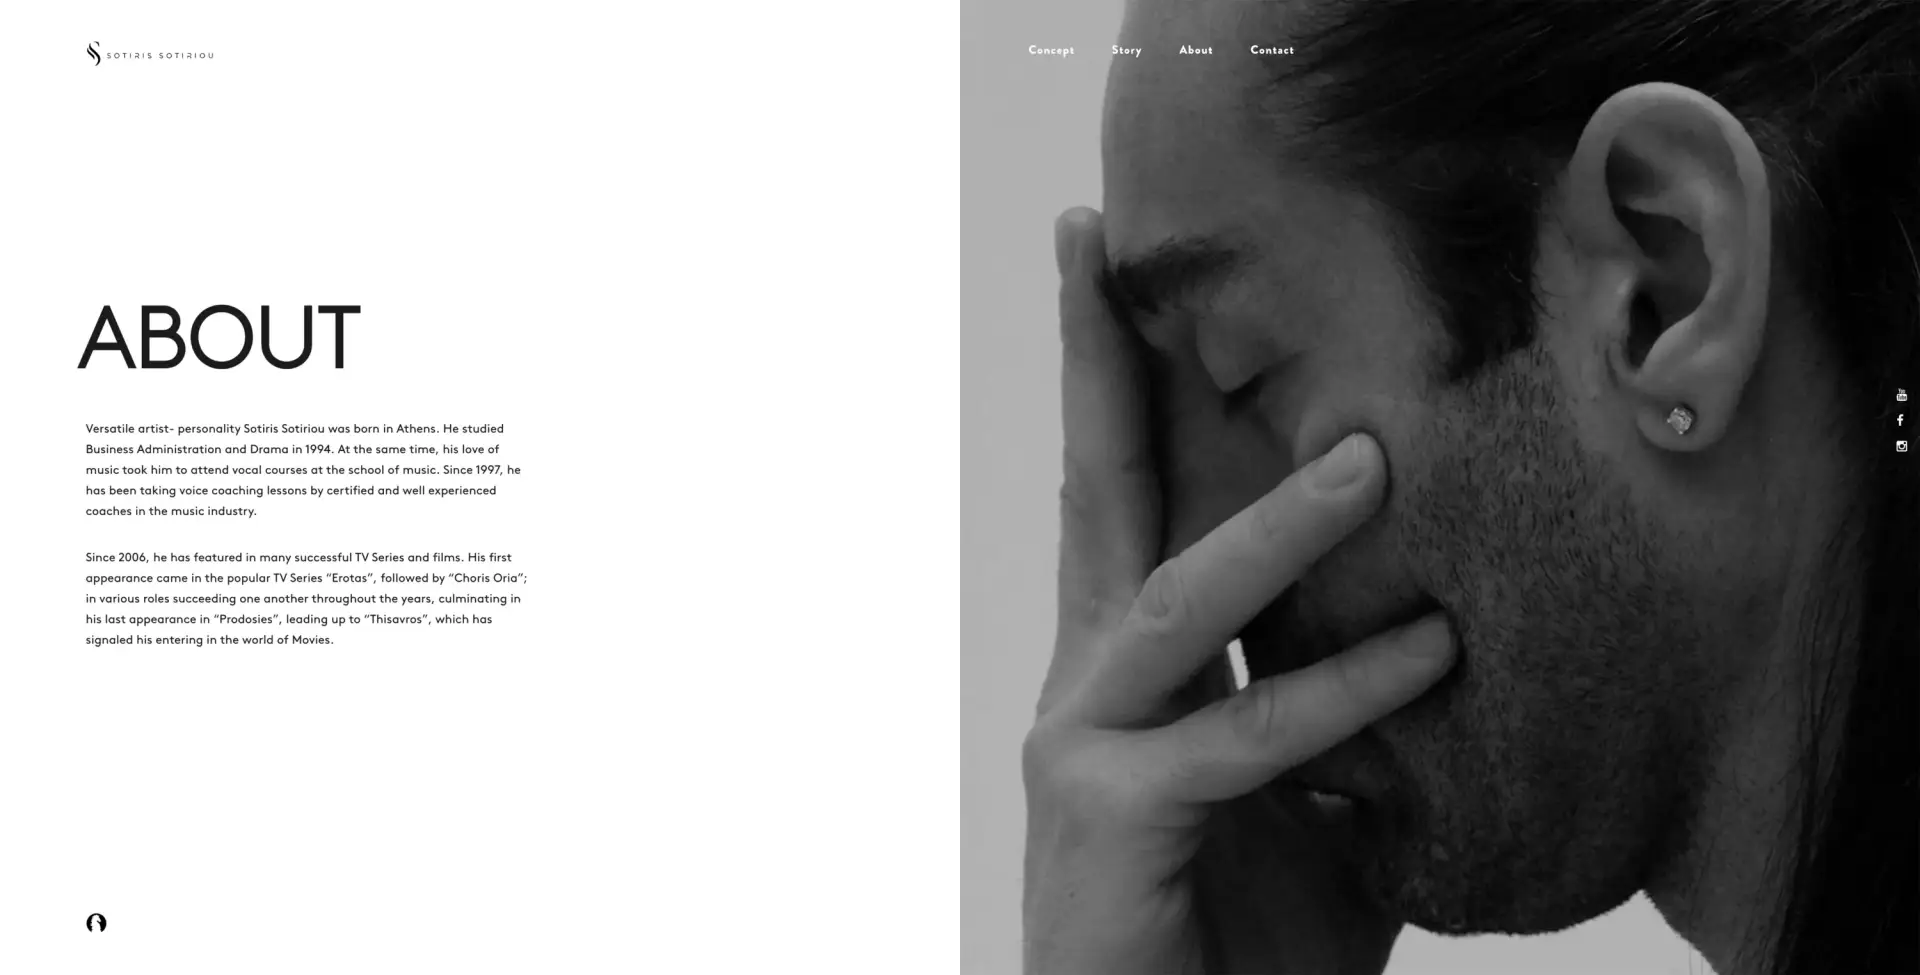 SOTIRIS SOTIRIOU
Concept
Story
About
Contact
ABOUT
Versatile artist- personality Sotiris Sotiriou was born in Athens. He studied
Business Administration and Drama in 1994. At the same time, his love of
music took him to attend vocal courses at the school of music. Since 1997, he
has been taking voice coaching lessons by certified and well experienced
coaches in the music industry.
Since 2006, he has featured in many successful TV Series and films. His first
appearance came in the popular TV Series “Erotas”, followed by “Choris Oria”;
in various roles succeeding one another throughout the years, culminating in
his last appearance in “Prodosies”, leading up to “Thisavros”, which has
signaled his entering in the world of Movies.